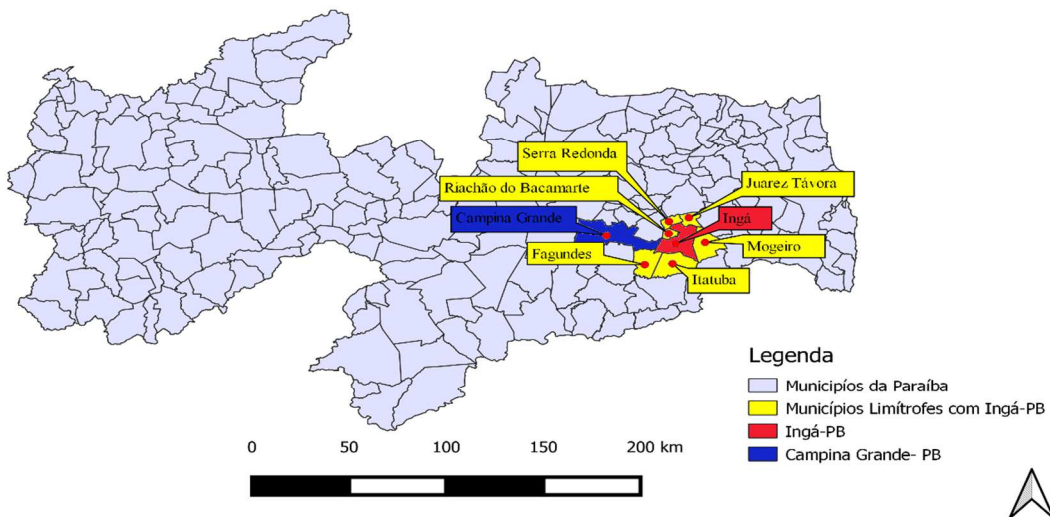 Serra Redonda
Riachão do Bacamarte
Juarez Távora
Campina Grande
Ingá
Fagundes
Mogeiro
Itatuba
Legenda
Municipíos da Paraíba
Municípios Limítrofes com Ingá-PB
Ingá-PB
Campina Grande- PB
0 50 100 150 200 km